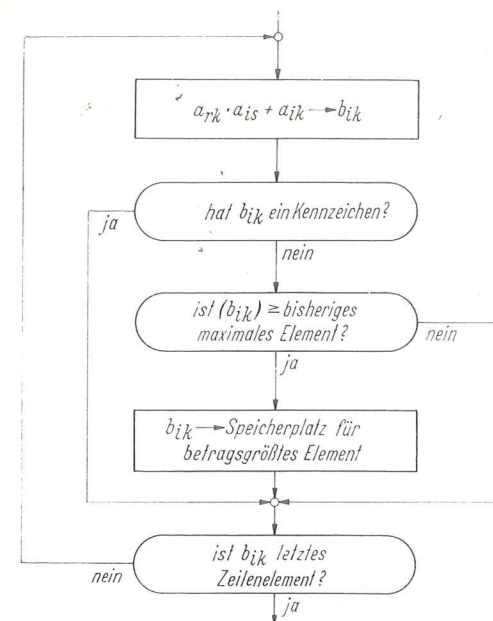 a_rk · a_is + a_ik → b_ik
hat b_ik ein Kennzeichen?
ja
nein
ist (b_ik) ≥ bisheriges
maximales Element?
nein
ja
b_ik → Speicherplatz für
betragsgrößtes Element
ist b_ik letztes
Zeilenelement?
nein
ja